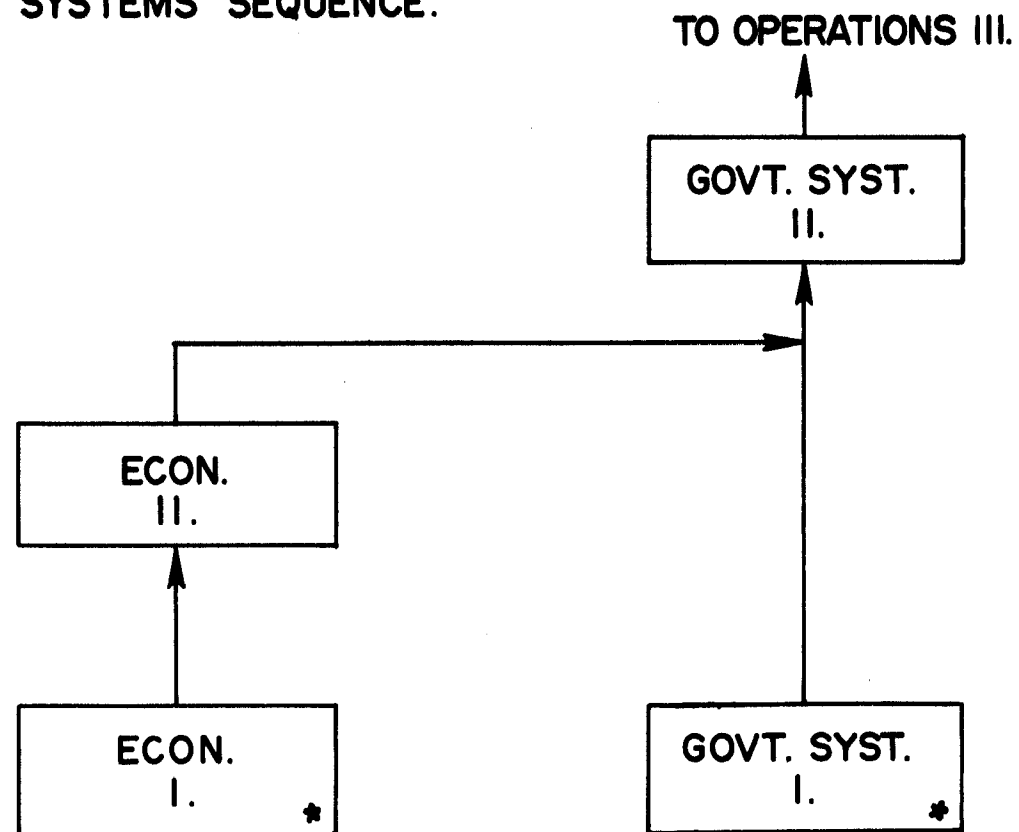 SYSTEMS SEQUENCE.
TO OPERATIONS III.
GOVT. SYST.
II.
ECON.
II.
ECON.
I.
*
GOVT. SYST.
I.
*